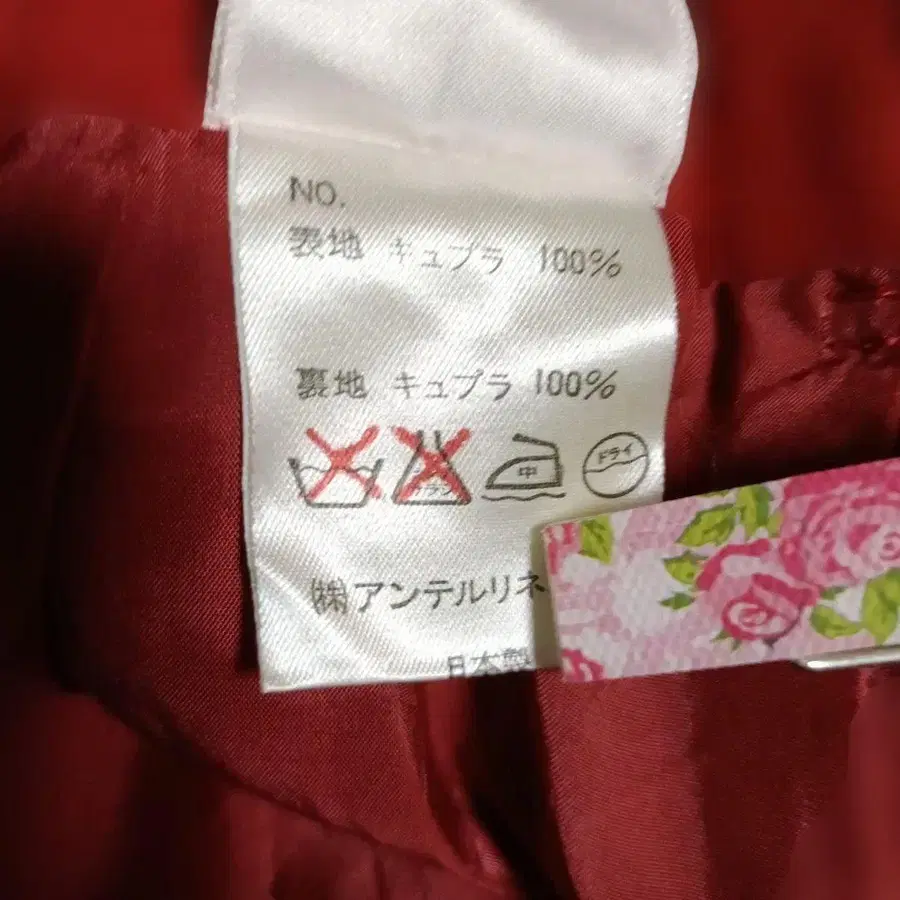 NO.
表地 キュプラ 100%
裏地 キュプラ 100%
中 ドライ
㈱アンテルリネ
日本製